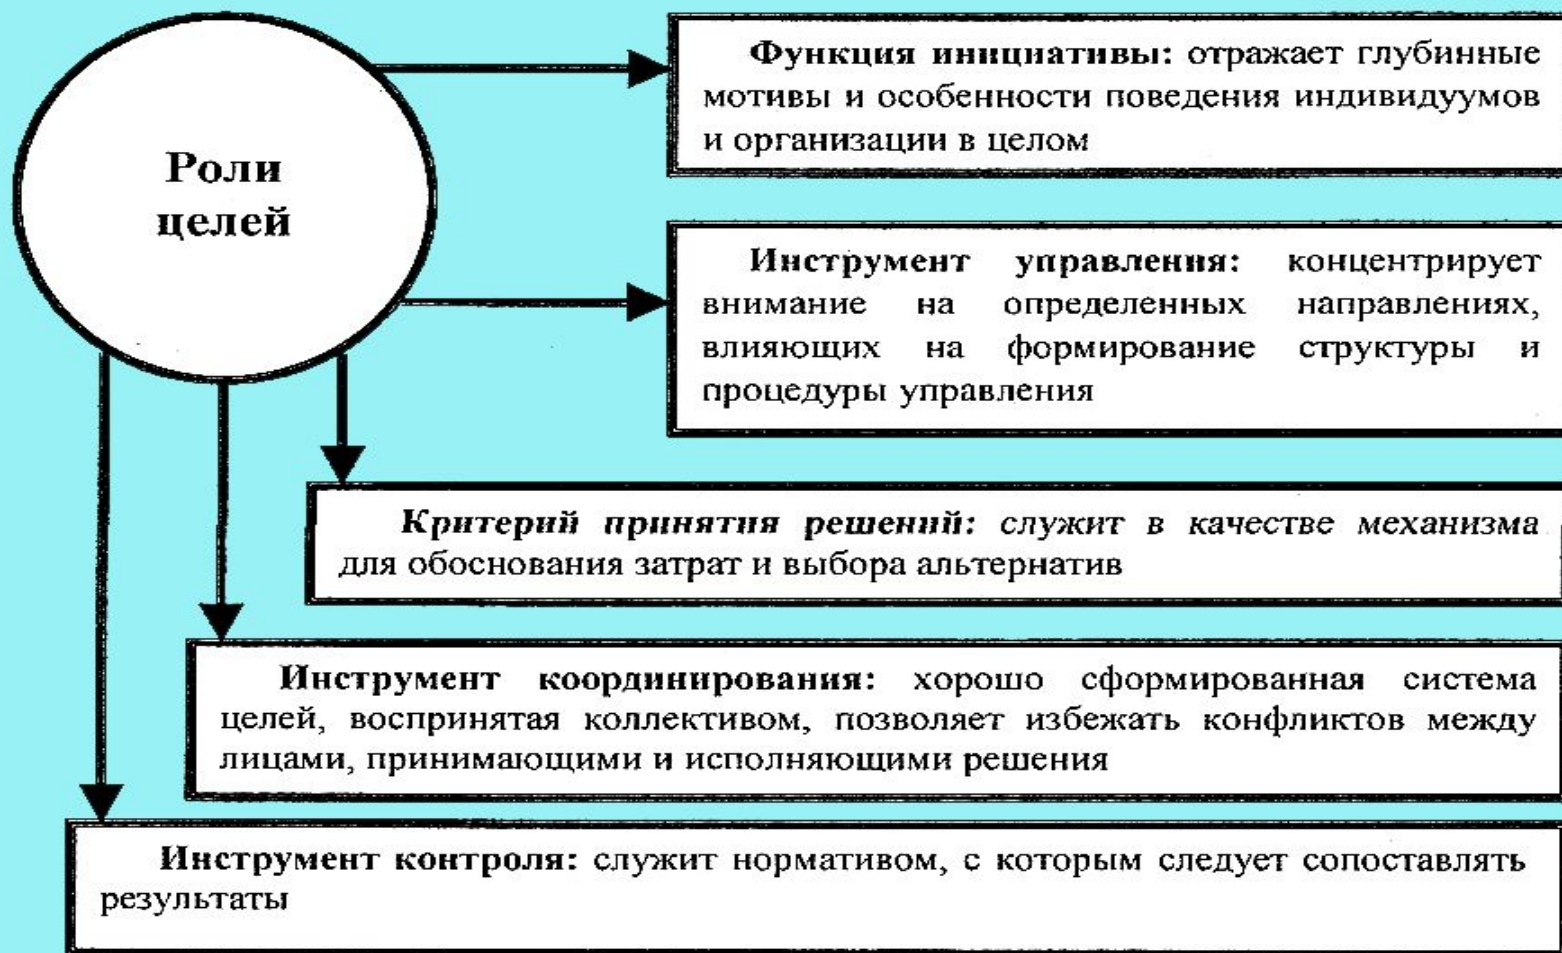 Роли
целей
Функция инициативы: отражает глубинные
мотивы и особенности поведения индивидуумов
и организации в целом
Инструмент управления: концентрирует
внимание на определенных направлениях,
влияющих на формирование структуры и
процедуры управления
Критерий принятия решений: служит в качестве механизма
для обоснования затрат и выбора альтернатив
Инструмент координирования: хорошо сформированная система
целей, воспринятая коллективом, позволяет избежать конфликтов между
лицами, принимающими и исполняющими решения
Инструмент контроля: служит нормативом, с которым следует сопоставлять
результаты